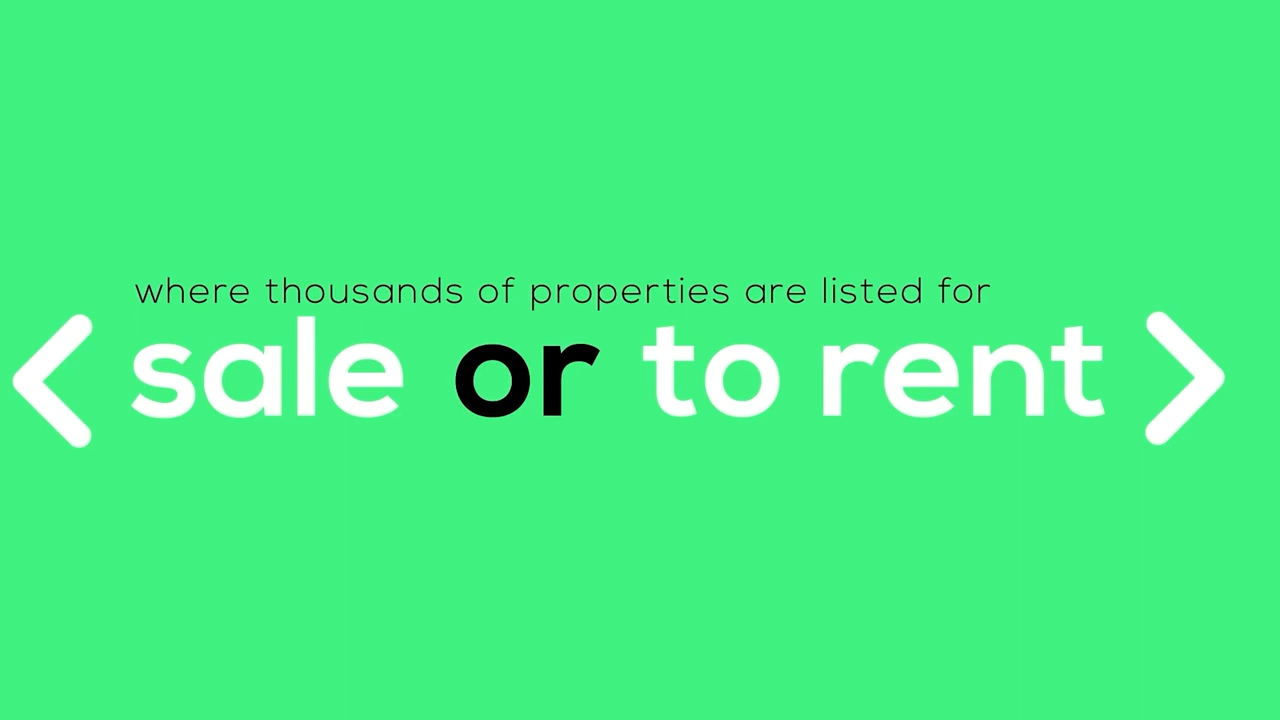 where thousands of properties are listed for
sale or to rent